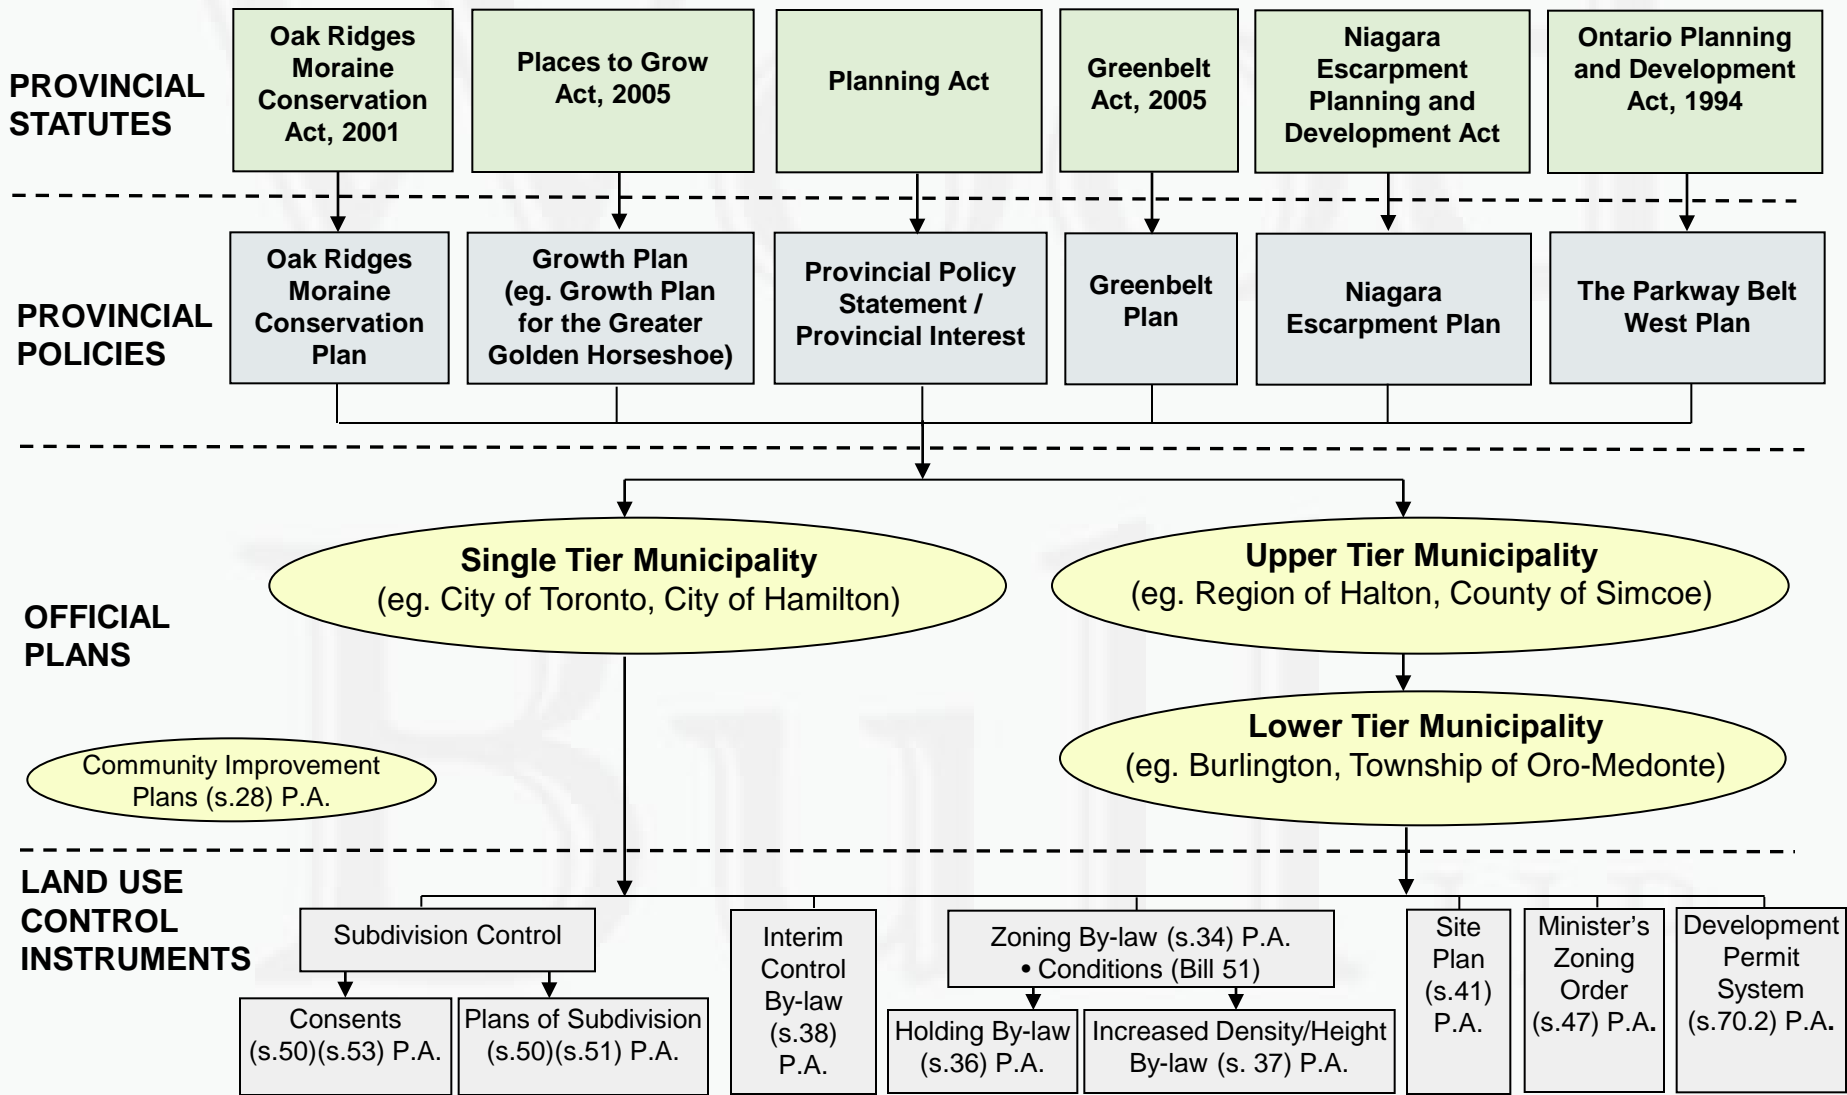 PROVINCIAL
STATUTES
Oak Ridges
Moraine
Conservation
Act, 2001
Places to Grow
Act, 2005
Planning Act
Greenbelt
Act, 2005
Niagara
Escarpment
Planning and
Development Act
Ontario Planning
and Development
Act, 1994
PROVINCIAL
POLICIES
Oak Ridges
Moraine
Conservation
Plan
Growth Plan
(eg. Growth Plan
for the Greater
Golden Horseshoe)
Provincial Policy
Statement /
Provincial Interest
Greenbelt
Plan
Niagara
Escarpment Plan
The Parkway Belt
West Plan
OFFICIAL
PLANS
Single Tier Municipality
(eg. City of Toronto, City of Hamilton)
Upper Tier Municipality
(eg. Region of Halton, County of Simcoe)
Lower Tier Municipality
(eg. Burlington, Township of Oro-Medonte)
Community Improvement
Plans (s.28) P.A.
LAND USE
CONTROL
INSTRUMENTS
Subdivision Control
Consents
(s.50)(s.53) P.A.
Plans of Subdivision
(s.50)(s.51) P.A.
Interim
Control
By-law
(s.38)
P.A.
Zoning By-law (s.34) P.A.
• Conditions (Bill 51)
Holding By-law
(s.36) P.A.
Increased Density/Height
By-law (s. 37) P.A.
Site
Plan
(s.41)
P.A.
Minister's
Zoning
Order
(s.47) P.A.
Development
Permit
System
(s.70.2) P.A.